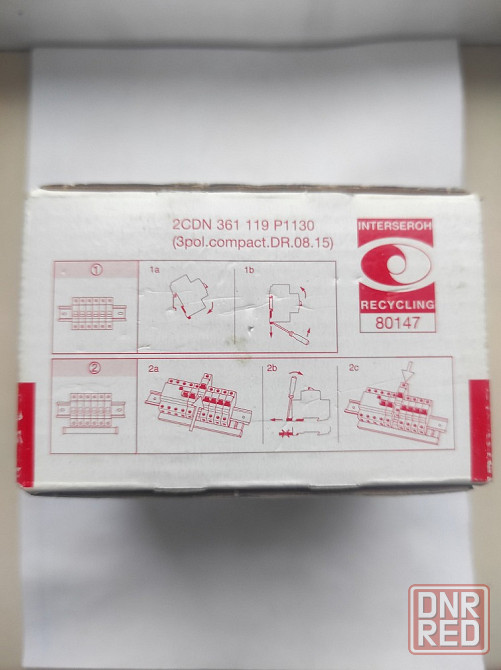 2CDN 361 119 P1130
(3pol.compact.DR.08.15)
INTERSEROH
RECYCLING
80147
1
1a
1b
2
2a
2b
2c
DNR
RED